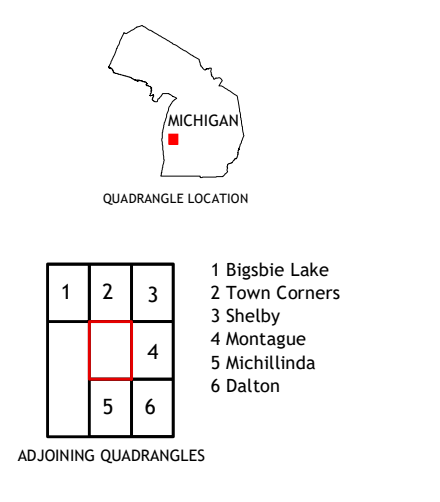 MICHIGAN
QUADRANGLE LOCATION
1 2 3
4
5 6
1 Bigsbie Lake
2 Town Corners
3 Shelby
4 Montague
5 Michillinda
6 Dalton
ADJOINING QUADRANGLES